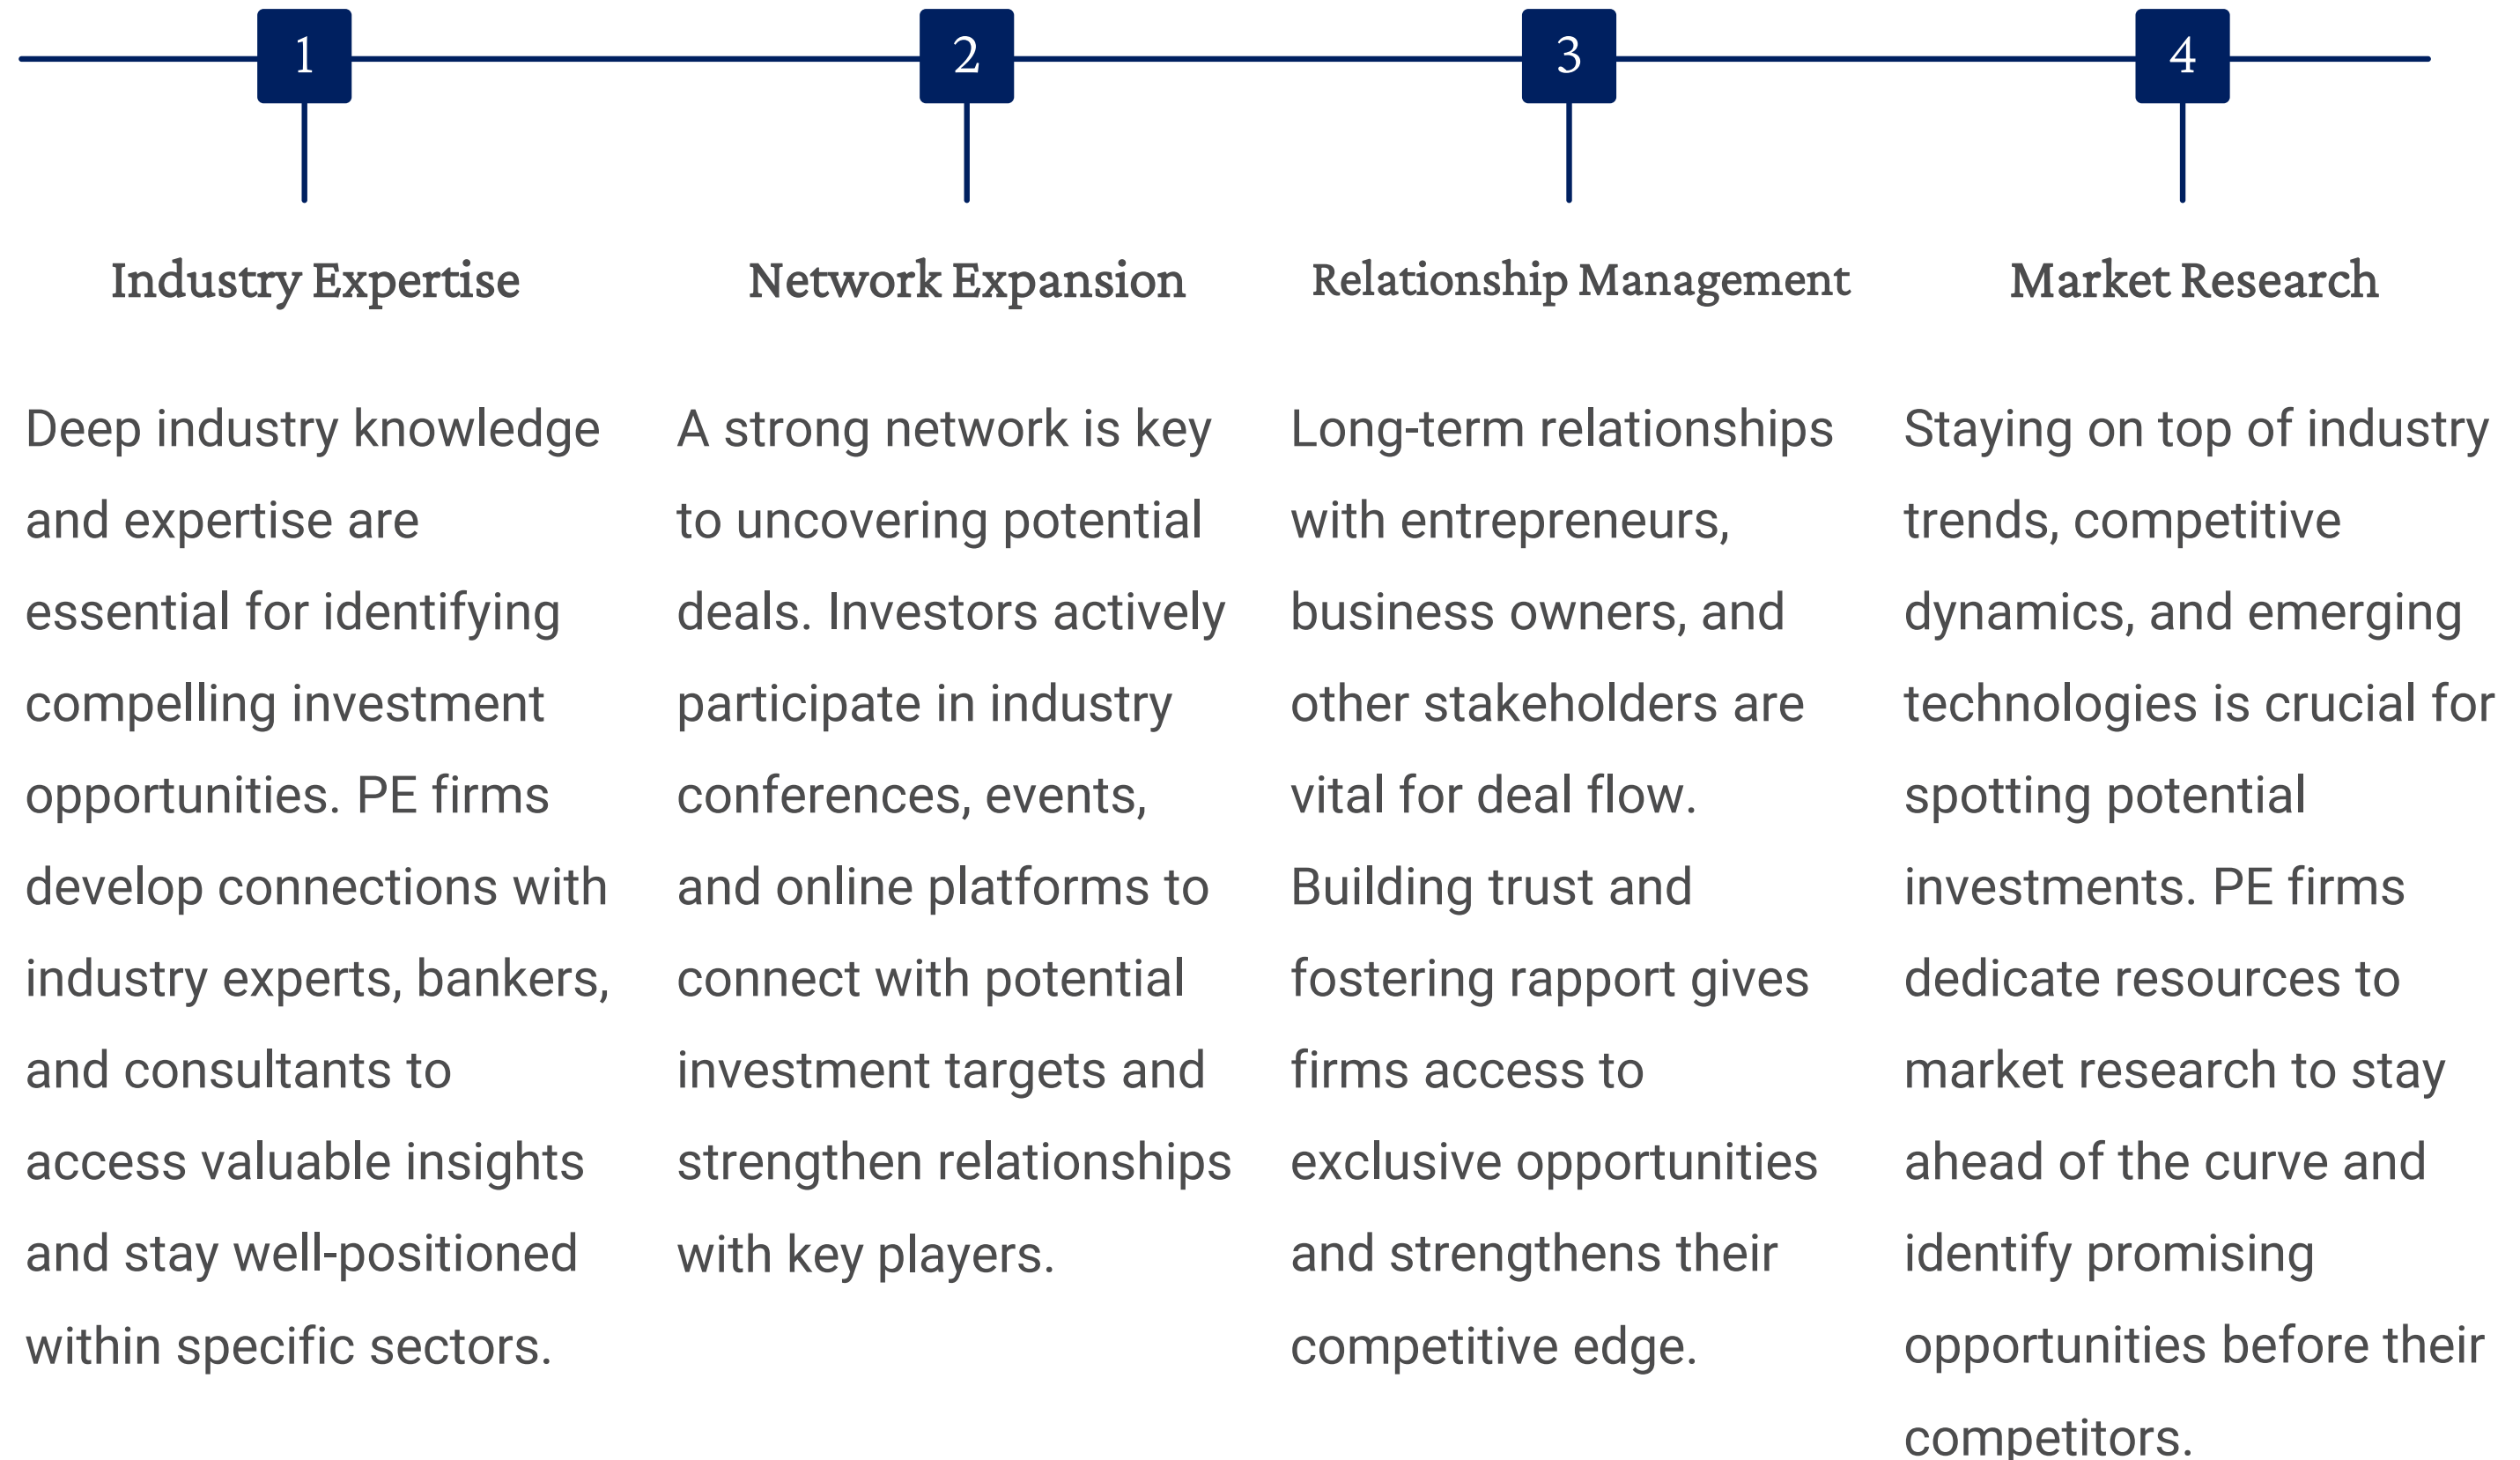 1
Industry Expertise
Deep industry knowledge
and expertise are
essential for identifying
compelling investment
opportunities. PE firms
develop connections with
industry experts, bankers,
and consultants to
access valuable insights
and stay well-positioned
within specific sectors.
2
Network Expansion
A strong network is key
to uncovering potential
deals. Investors actively
participate in industry
conferences, events,
and online platforms to
connect with potential
investment targets and
strengthen relationships
with key players.
3
Relationship Management
Long-term relationships
with entrepreneurs,
business owners, and
other stakeholders are
vital for deal flow.
Building trust and
fostering rapport gives
firms access to
exclusive opportunities
and strengthens their
competitive edge.
4
Market Research
Staying on top of industry
trends, competitive
dynamics, and emerging
technologies is crucial for
spotting potential
investments. PE firms
dedicate resources to
market research to stay
ahead of the curve and
identify promising
opportunities before their
competitors.